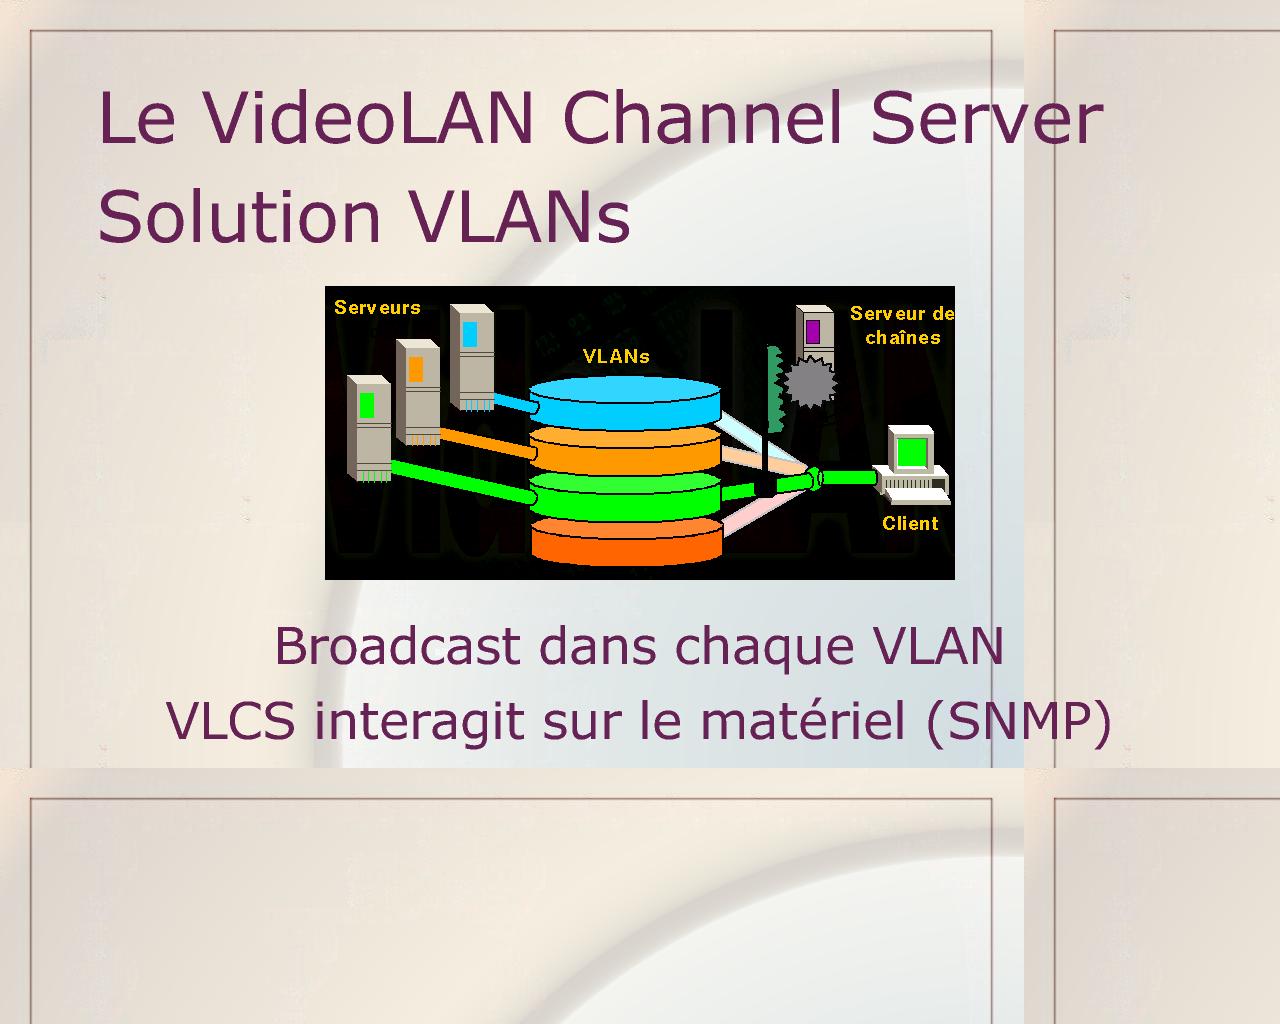 Le VideoLAN Channel Server
Solution VLANs
Serveurs
VLANs
Serveur de
chaînes
Client
Broadcast dans chaque VLAN
VLCS interagit sur le matériel (SNMP)